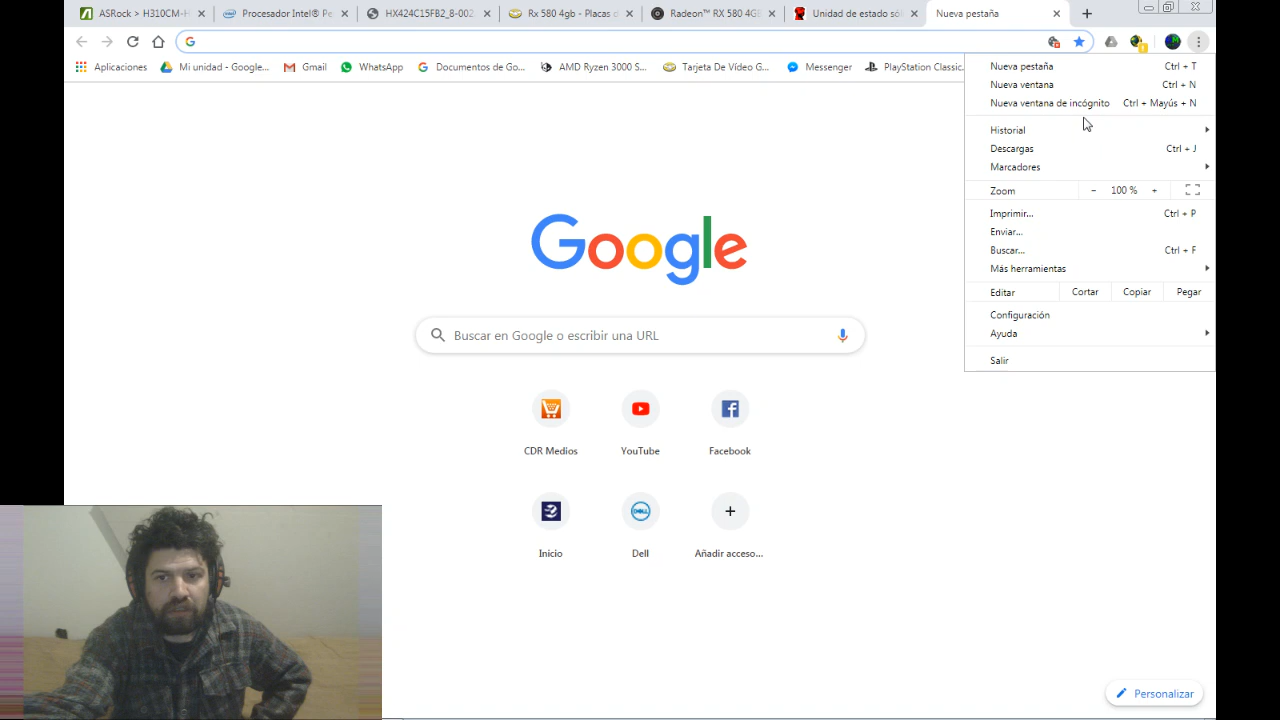 ASRock > H310CM-H
Procesador Intel® Pe
HX424C15FB2_8-002
Rx 580 4gb - Placas d
Radeon™ RX 580 4G
Unidad de estado sól
Nueva pestaña
Aplicaciones
Mi unidad - Google...
Gmail
WhatsApp
Documentos de Go...
AMD Ryzen 3000 S...
Tarjeta De Vídeo G...
Messenger
PlayStation Classic.
Nueva pestaña Ctrl + T
Nueva ventana Ctrl + N
Nueva ventana de incógnito Ctrl + Mayús + N
Historial
Descargas Ctrl + J
Marcadores
Zoom - 100 % +
Imprimir... Ctrl + P
Enviar...
Buscar... Ctrl + F
Más herramientas
Editar Cortar Copiar Pegar
Configuración
Ayuda
Salir
Google
Buscar en Google o escribir una URL
CDR Medios
YouTube
Facebook
Inicio
DELL
Dell
Añadir acceso...
Personalizar